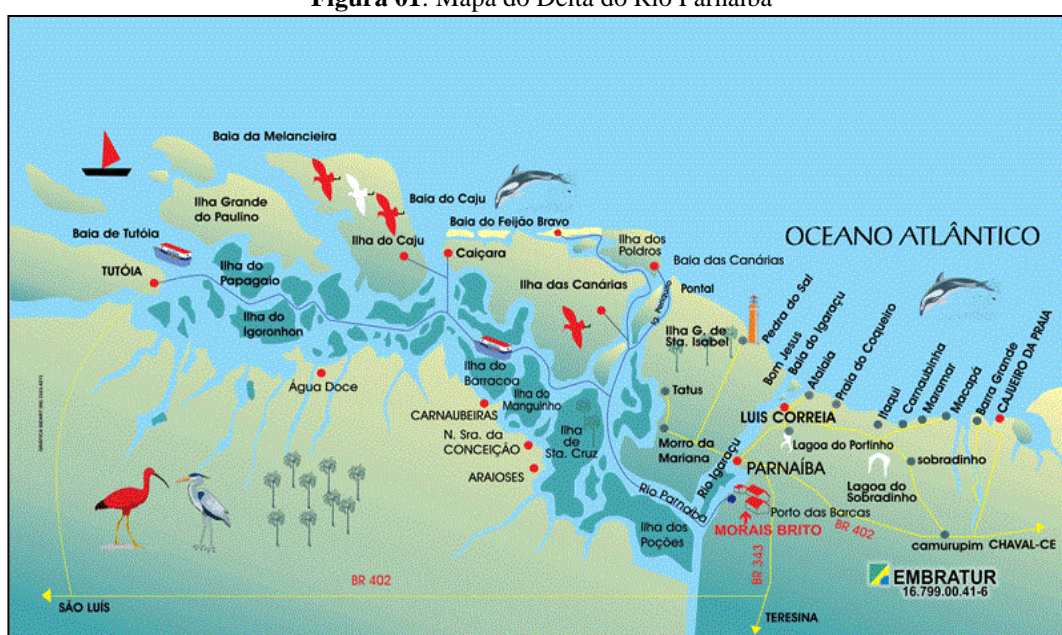 Figura 01: Mapa do Delta do Rio Parnaíba
Baia da Melancieira
Ilha Grande
do Paulino
Baía do Caju
Baia de Tutóia
Baia do Feijão Bravo
OCEANO ATLÂNTICO
Ilha do Caju
Caiçara
Ilha dos
Poldros
Baia das Canárias
TUTÓIA
Ilha do
Papagaio
Ilha das Canárias
Pontal
Ilha do
Igoronhon
Ilha G. de
Sta. Isabel
Pedra do Sal
Bom Jesus
Baia do Igaraçu
Atalaia
Praia do Coqueiro
Itaqui
Carnaubinha
Maramar
Macapá
Barra Grande
CAJUEIRO DA PRAIA
Água Doce
Ilha do
Barracoa
Ilha do
Manguinho
Tatus
CARNAUBEIRAS
LUIS CORREIA
N. Sra. da
CONCEIÇÃO
Ilha
de
Sta. Cruz
Morro da
Mariana
Lagoa do Portinho
sobradinho
ARAIOSES
Rio Igaraçu
PARNAÍBA
Lagoa do
Sobradinho
Rio Parnaíba
Porto das Barcas
Ilha dos
Poções
MORAIS BRITO
BR 402
camurupim
CHAVAL-CE
BR 343
EMBRATUR
16.799.00.41-6
BR 402
SÃO LUÍS
TERESINA